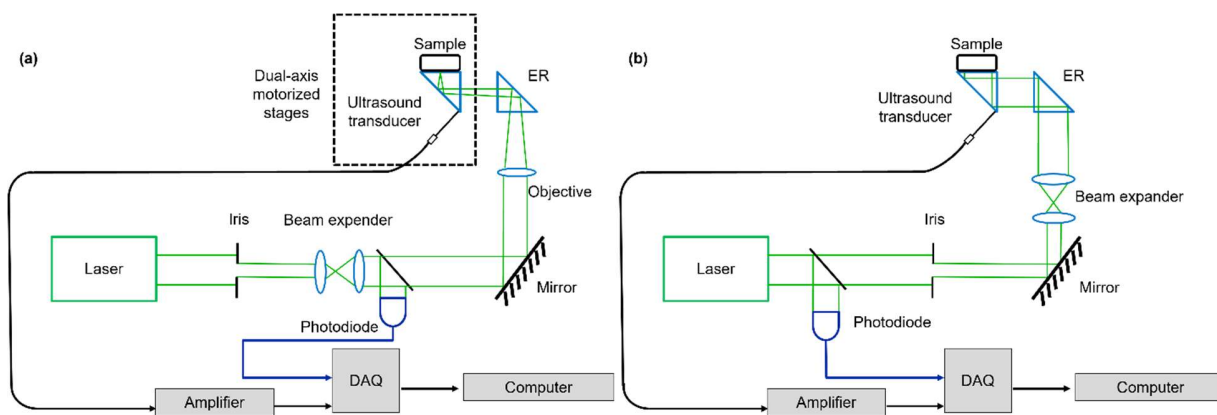 (a)
Sample
ER
Dual-axis
motorized
stages
Ultrasound
transducer
Objective
Iris
Beam expender
Laser
Mirror
Photodiode
DAQ
Computer
Amplifier
(b)
Sample
ER
Ultrasound
transducer
Beam expander
Iris
Laser
Mirror
Photodiode
DAQ
Computer
Amplifier